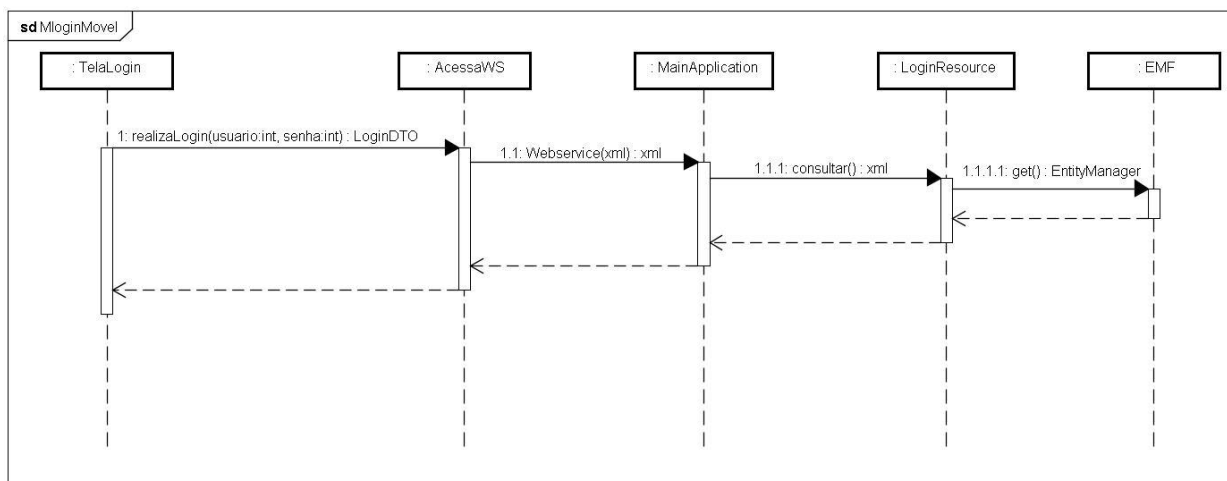 sd MloginMovel
: TelaLogin
: AcessaWS
: MainApplication
: LoginResource
: EMF
1: realizaLogin(usuario:int, senha:int) : LoginDTO
1.1: Webservice(xml) : xml
1.1.1: consultar() : xml
1.1.1.1: get() : EntityManager